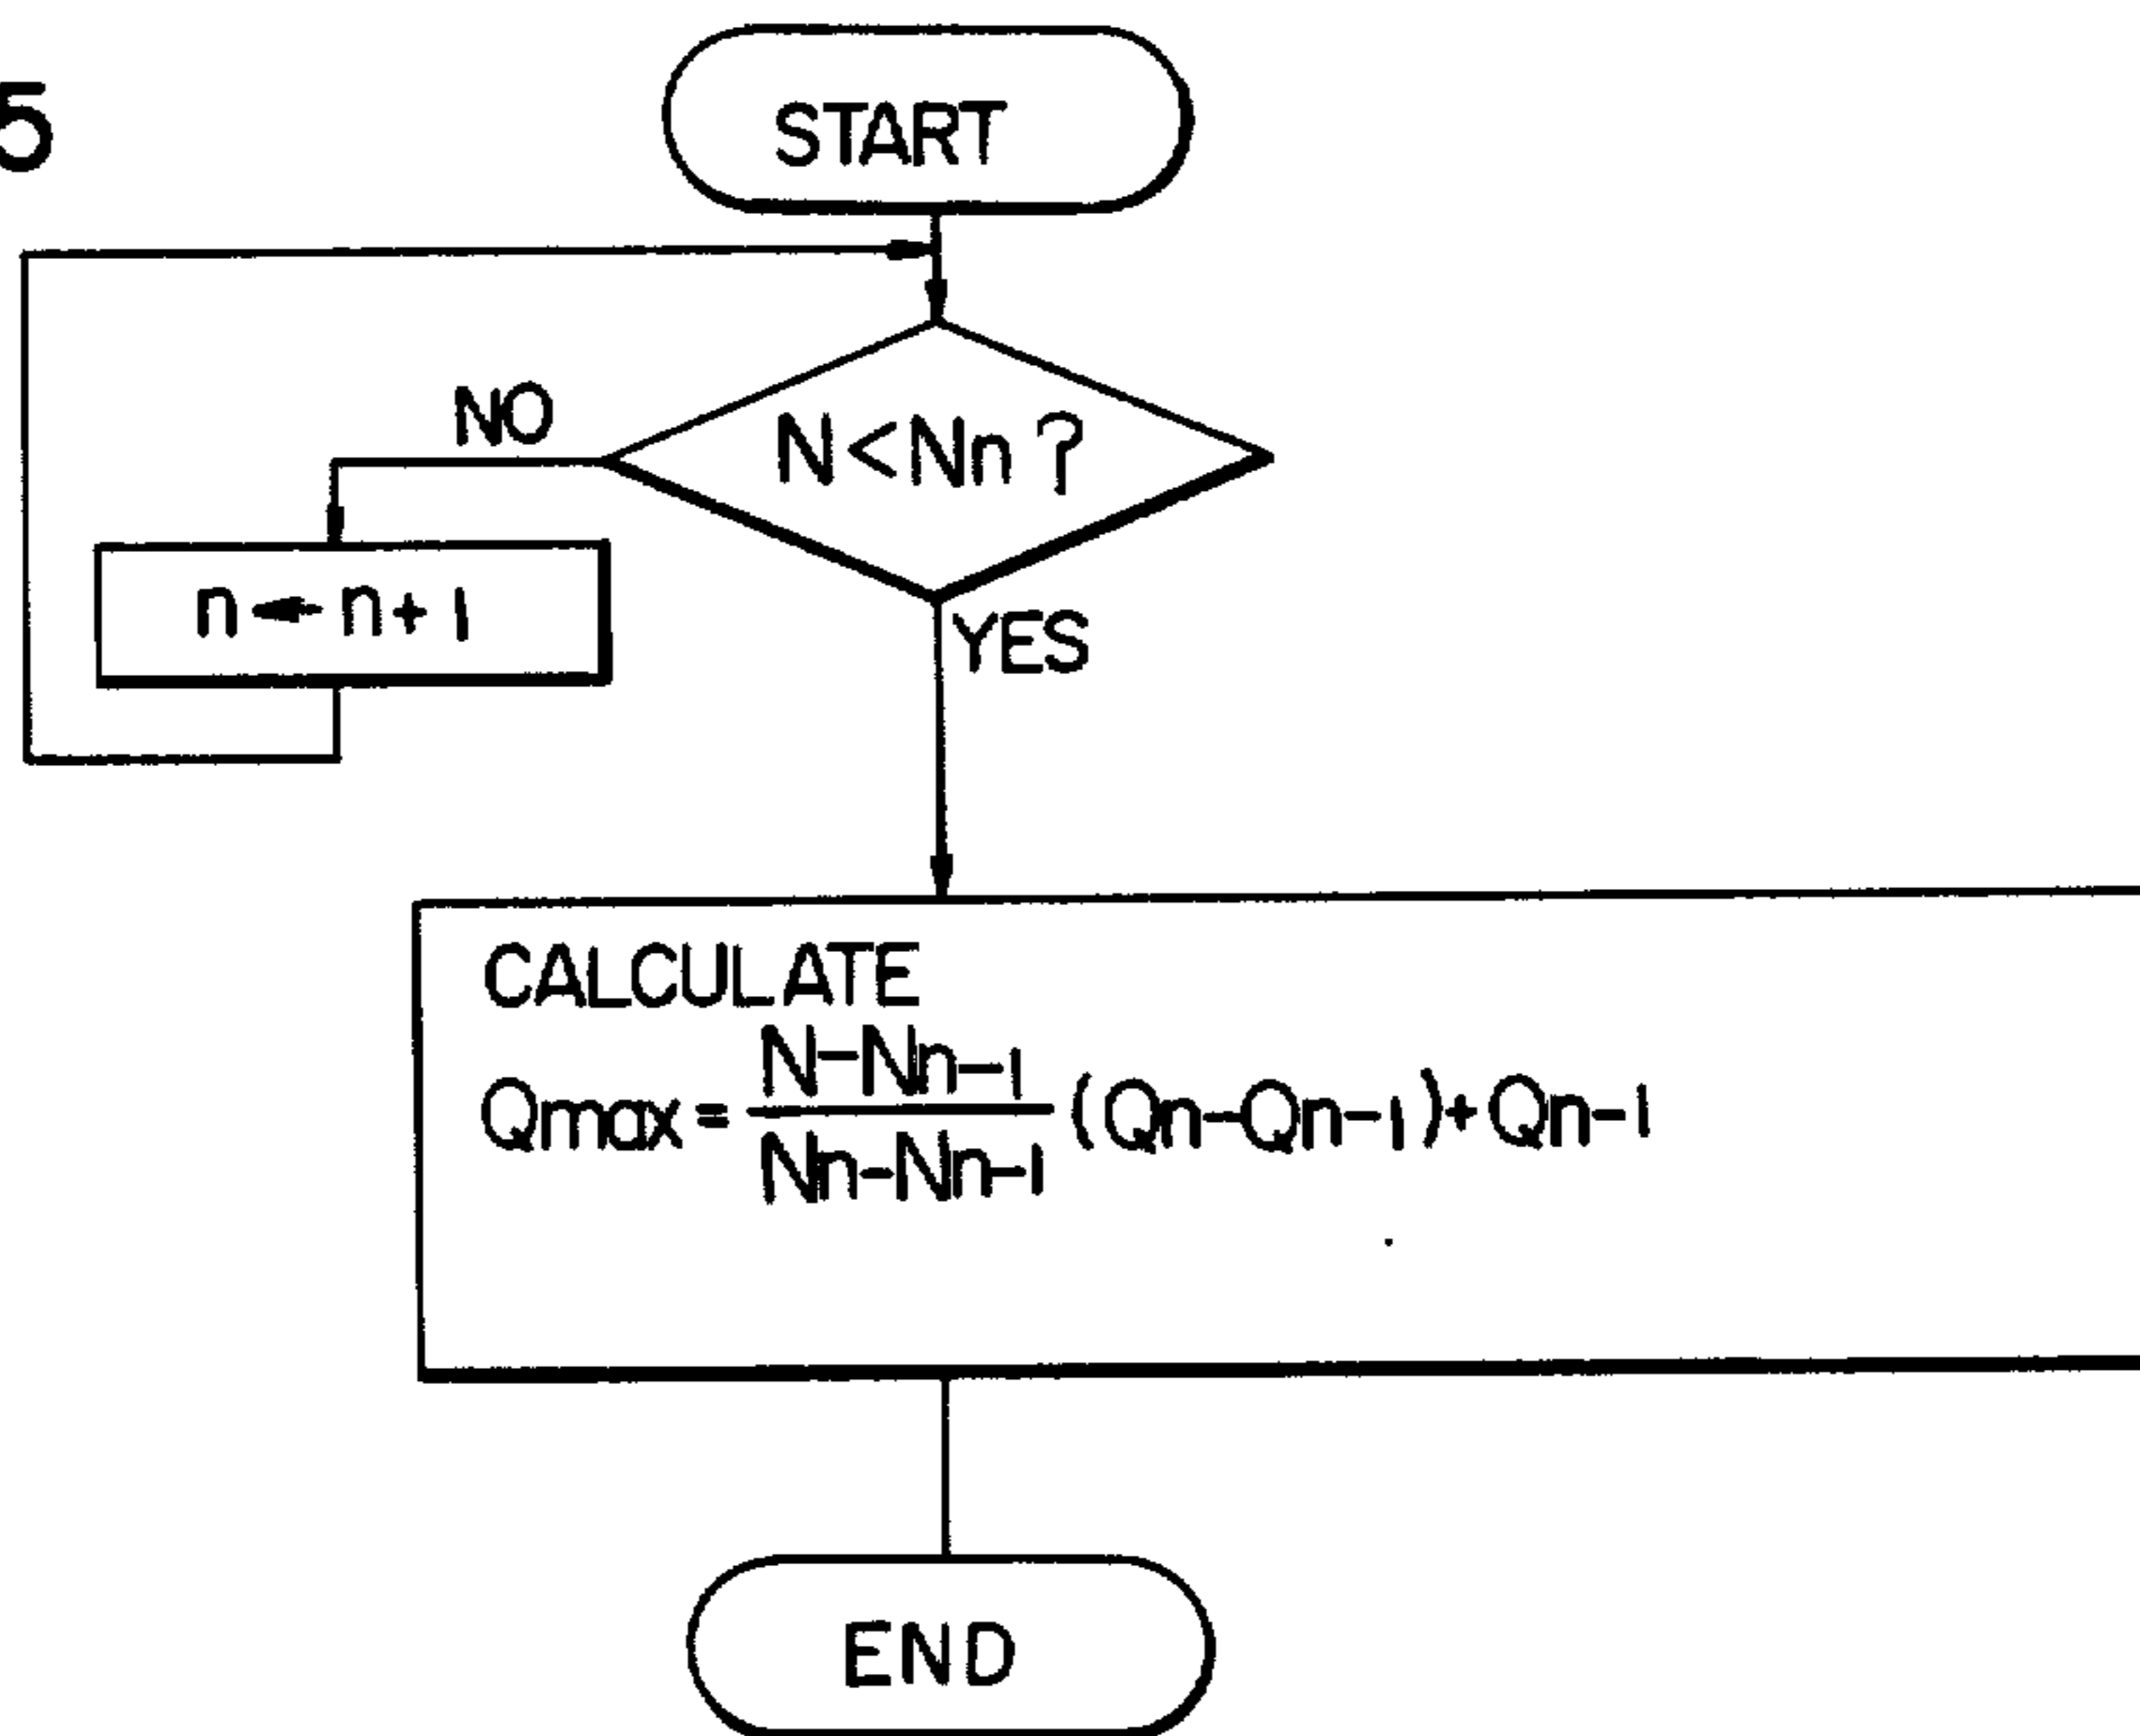 5
START
NO
N<Nn ?
n ← n+1
YES
CALCULATE
Qmax = \frac{N-Nn-1}{Nn-Nn-1} (Qn-Qn-1)+Qn-1
END